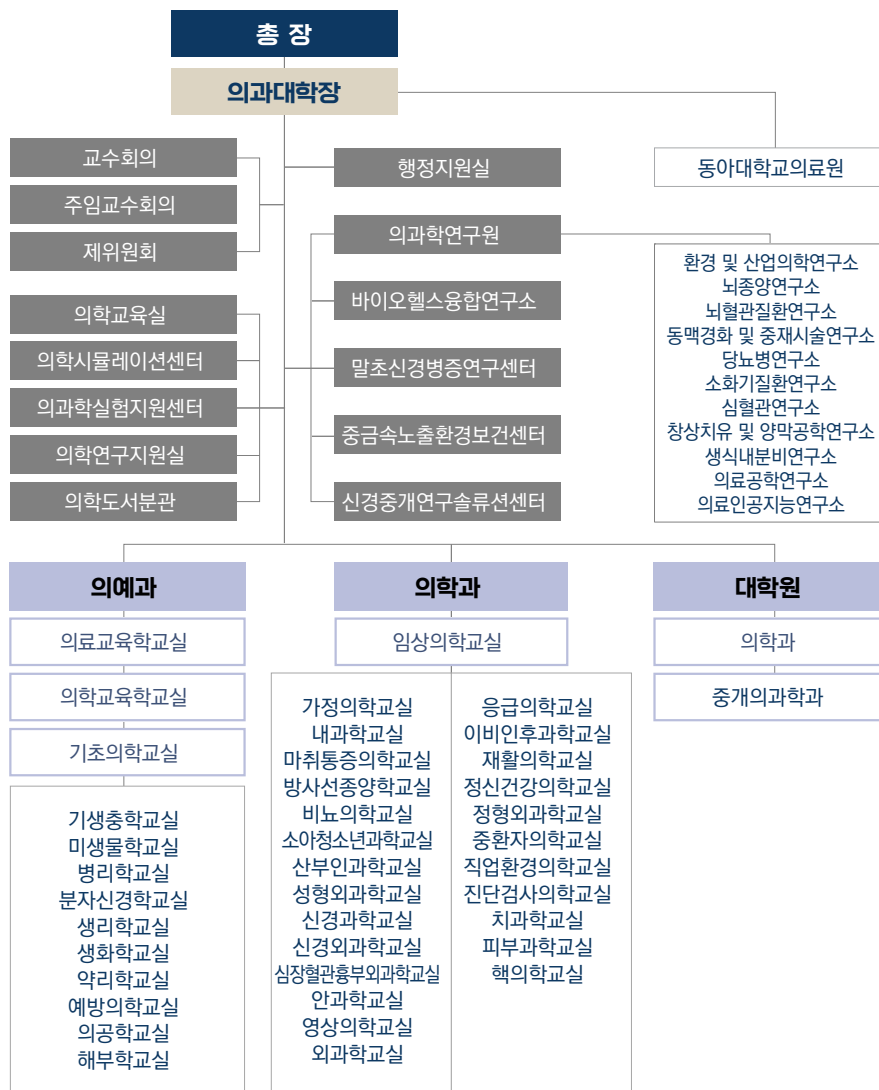 총 장
의과대학장
교수회의
주임교수회의
제위원회
의학교육실
의학시뮬레이션센터
의과학실험지원센터
의학연구지원실
의학도서분관
행정지원실
의과학연구원
바이오헬스융합연구소
말초신경병증연구센터
중금속노출환경보건센터
신경중개연구솔류션센터
동아대학교의료원
환경 및 산업의학연구소
뇌종양연구소
뇌혈관질환연구소
동맥경화 및 중재시술연구소
당뇨병연구소
소화기질환연구소
심혈관연구소
창상치유 및 양막공학연구소
생식내분비연구소
의료공학연구소
의료인공지능연구소
의예과
의료교육학교실
의학교육학교실
기초의학교실
기생충학교실
미생물학교실
병리학교실
분자신경학교실
생리학교실
생화학교실
약리학교실
예방의학교실
의공학교실
해부학교실
의학과
임상의학교실
가정의학교실
내과학교실
마취통증의학교실
방사선종양학교실
비뇨의학교실
소아청소년과학교실
산부인과학교실
성형외과학교실
신경과학교실
신경외과학교실
심장혈관흉부외과학교실
안과학교실
영상의학교실
외과학교실
응급의학교실
이비인후과학교실
재활의학교실
정신건강의학교실
정형외과학교실
중환자의학교실
직업환경의학교실
진단검사의학교실
치과학교실
피부과학교실
핵의학교실
대학원
의학과
중개의과학과